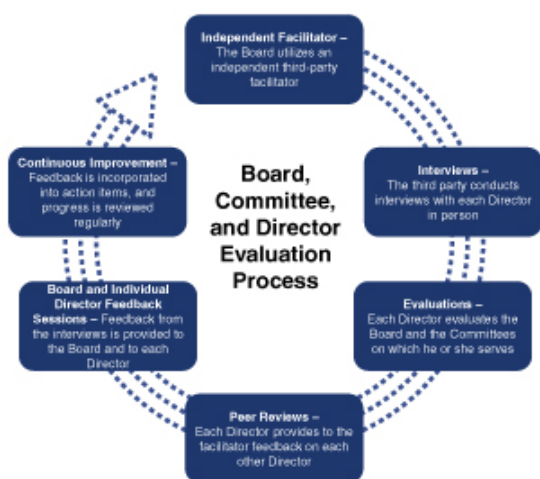 Independent Facilitator –
The Board utilizes an
independent third-party
facilitator
Interviews –
The third party conducts
interviews with each Director
in person
Evaluations –
Each Director evaluates the
Board and the Committees
on which he or she serves
Peer Reviews –
Each Director provides to the
facilitator feedback on each
other Director
Board and Individual
Director Feedback
Sessions – Feedback from
the interviews is provided to
the Board and to each
Director
Continuous Improvement –
Feedback is incorporated
into action items, and
progress is reviewed
regularly
Board,
Committee,
and Director
Evaluation
Process